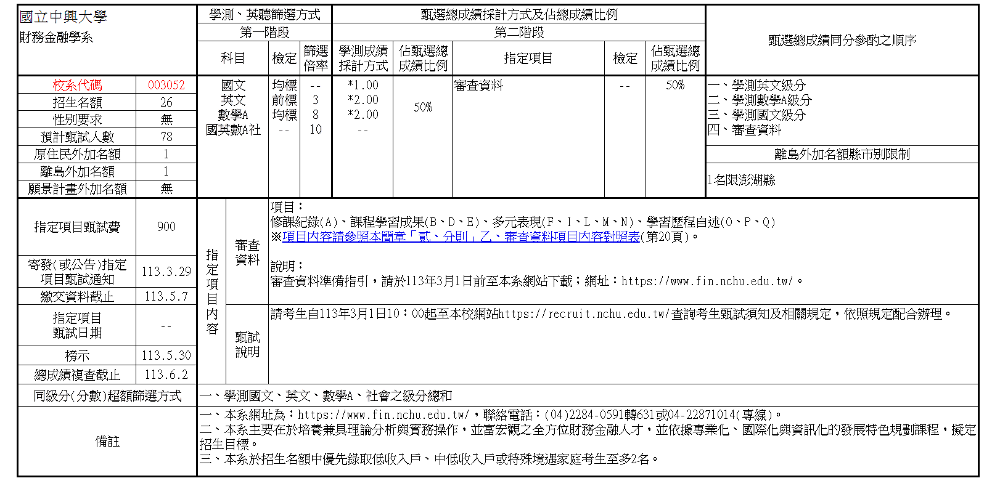 國立中興大學
財務金融學系
學測、英聽篩選方式
甄選總成績採計方式及佔總成績比例
甄選總成績同分參酌之順序
第一階段
第二階段
科目
檢定
篩選
倍率
學測成績
採計方式
佔甄選總
成績比例
指定項目
檢定
佔甄選總
成績比例
校系代碼 003052
招生名額 26
性別要求 無
預計甄試人數 78
原住民外加名額 1
離島外加名額 1
願景計畫外加名額 無
國文 均標 -- *1.00
英文 前標 3 *2.00
數學A 均標 8 *2.00
國英數A社 -- 10 --
50%
審查資料 -- 50%
一、學測英文級分
二、學測數學A級分
三、學測國文級分
四、審查資料
離島外加名額縣市別限制
1名限澎湖縣
指定項目甄試費 900
寄發(或公告)指定
項目甄試通知
113.3.29
繳交資料截止 113.5.7
指定項目
甄試日期
--
榜示 113.5.30
總成績複查截止 113.6.2
指定項目內容
審查
資料
項目：
修課紀錄(A)、課程學習成果(B、D、E)、多元表現(F、I、L、M、N)、學習歷程自述(O、P、Q)
※項目內容請參照本簡章「貳、分則」乙、審查資料項目內容對照表(第20頁)。
說明：
審查資料準備指引，請於113年3月1日前至本系網站下載；網址：https://www.fin.nchu.edu.tw/。
甄試
說明
請考生自113年3月1日10：00起至本校網站https://recruit.nchu.edu.tw/查詢考生甄試須知及相關規定，依照規定配合辦理。
同級分(分數)超額篩選方式
一、學測國文、英文、數學A、社會之級分總和
備註
一、本系網址為：https://www.fin.nchu.edu.tw/，聯絡電話：(04)2284-0591轉631或04-22871014(專線)。
二、本系主要在於培養兼具理論分析與實務操作，並富宏觀之全方位財務金融人才，並依據專業化、國際化與資訊化的發展特色規劃課程，擬定
招生目標。
三、本系於招生名額中優先錄取低收入戶、中低收入戶或特殊境遇家庭考生至多2名。